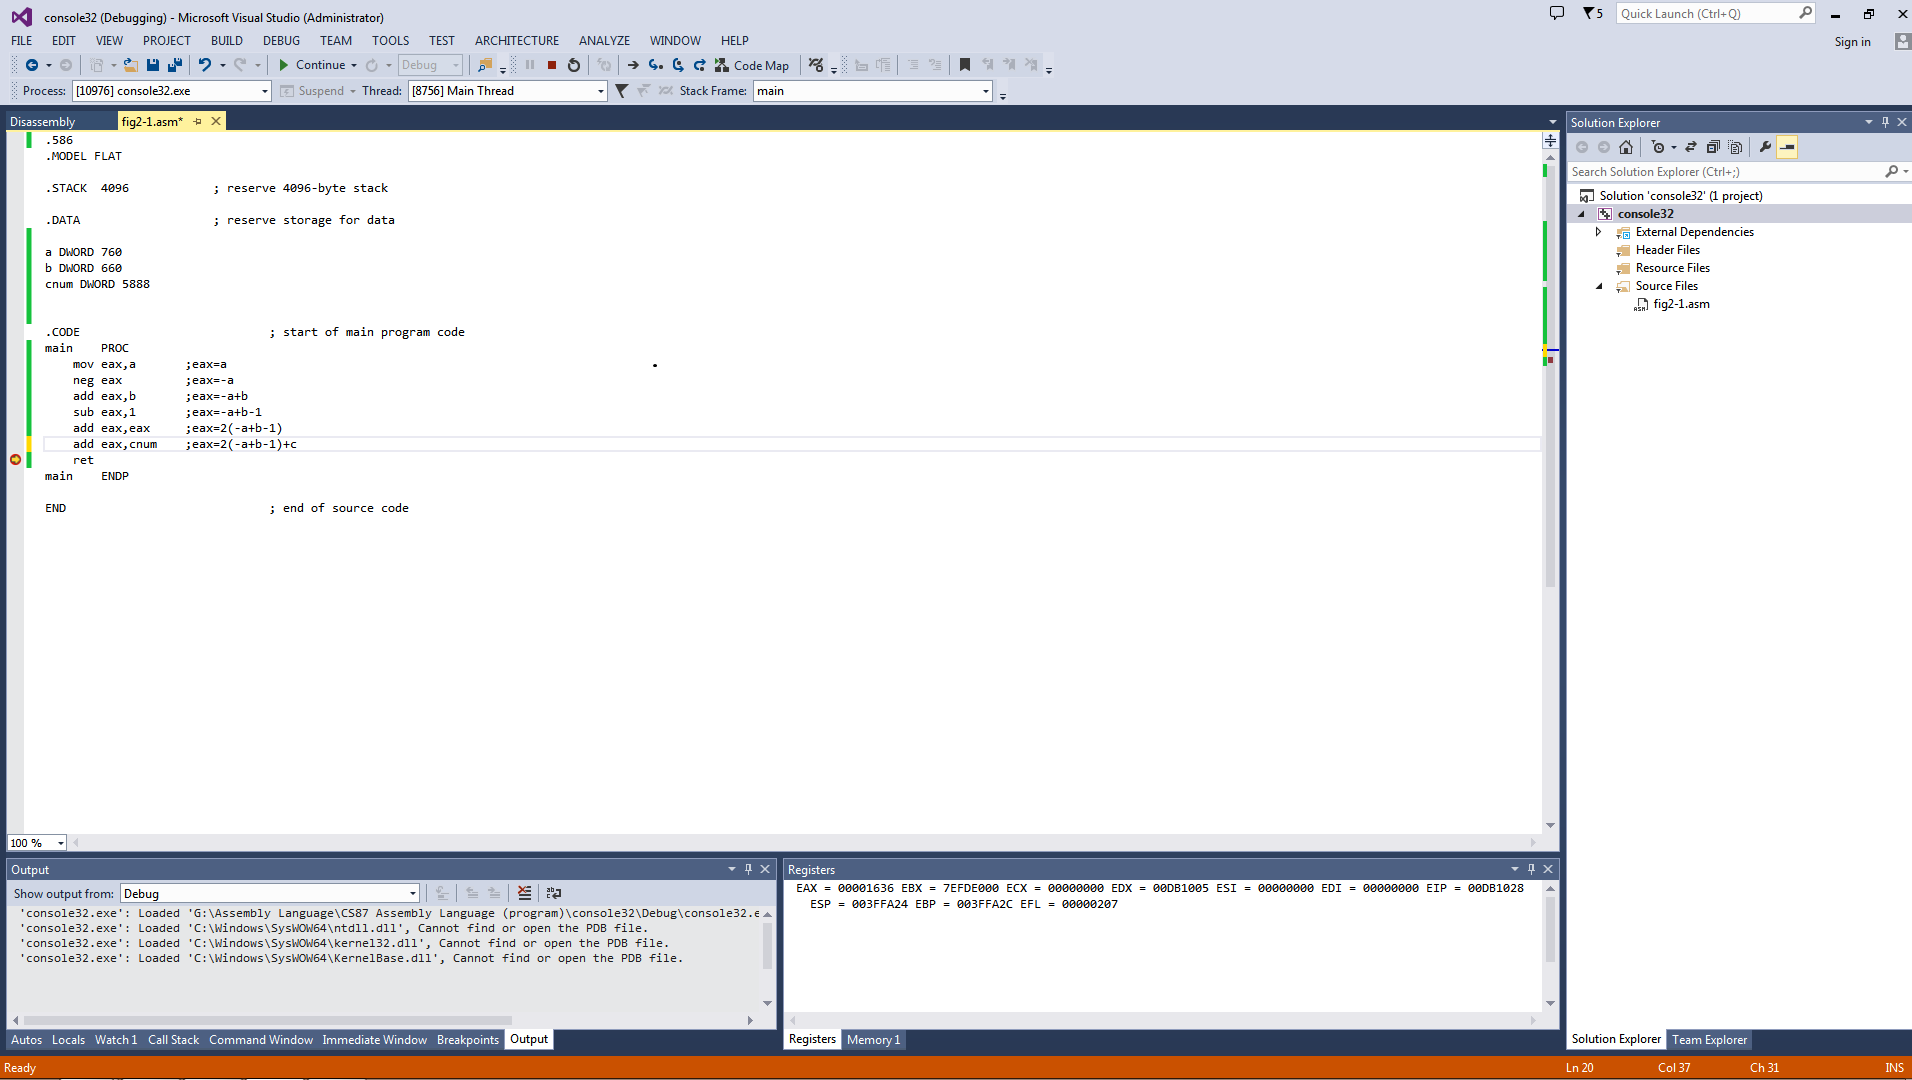 console32 (Debugging) - Microsoft Visual Studio (Administrator)
5
Quick Launch (Ctrl+Q)
FILE EDIT VIEW PROJECT BUILD DEBUG TEAM TOOLS TEST ARCHITECTURE ANALYZE WINDOW HELP
Sign in
Continue Debug Code Map
Process: [10976] console32.exe Suspend Thread: [8756] Main Thread Stack Frame: main
Disassembly fig2-1.asm*
.586
.MODEL FLAT
.STACK 4096 ; reserve 4096-byte stack
.DATA ; reserve storage for data
a DWORD 760
b DWORD 660
cnum DWORD 5888
.CODE ; start of main program code
main PROC
mov eax,a ;eax=a
neg eax ;eax=-a
add eax,b ;eax=-a+b
sub eax,1 ;eax=-a+b-1
add eax,eax ;eax=2(-a+b-1)
add eax,cnum ;eax=2(-a+b-1)+c
ret
main ENDP
END ; end of source code
100 %
Solution Explorer
Search Solution Explorer (Ctrl+;)
Solution 'console32' (1 project)
console32
External Dependencies
Header Files
Resource Files
Source Files
fig2-1.asm
Output
Show output from: Debug
'console32.exe': Loaded 'G:\Assembly Language\CS87 Assembly Language (program)\console32\Debug\console32.e
'console32.exe': Loaded 'C:\Windows\SysWOW64\ntdll.dll', Cannot find or open the PDB file.
'console32.exe': Loaded 'C:\Windows\SysWOW64\kernel32.dll', Cannot find or open the PDB file.
'console32.exe': Loaded 'C:\Windows\SysWOW64\KernelBase.dll', Cannot find or open the PDB file.
Autos Locals Watch 1 Call Stack Command Window Immediate Window Breakpoints Output
Registers
EAX = 00001636 EBX = 7EFDE000 ECX = 00000000 EDX = 00DB1005 ESI = 00000000 EDI = 00000000 EIP = 00DB1028
ESP = 003FFA24 EBP = 003FFA2C EFL = 00000207
Registers Memory 1
Solution Explorer Team Explorer
Ready Ln 20 Col 37 Ch 31 INS